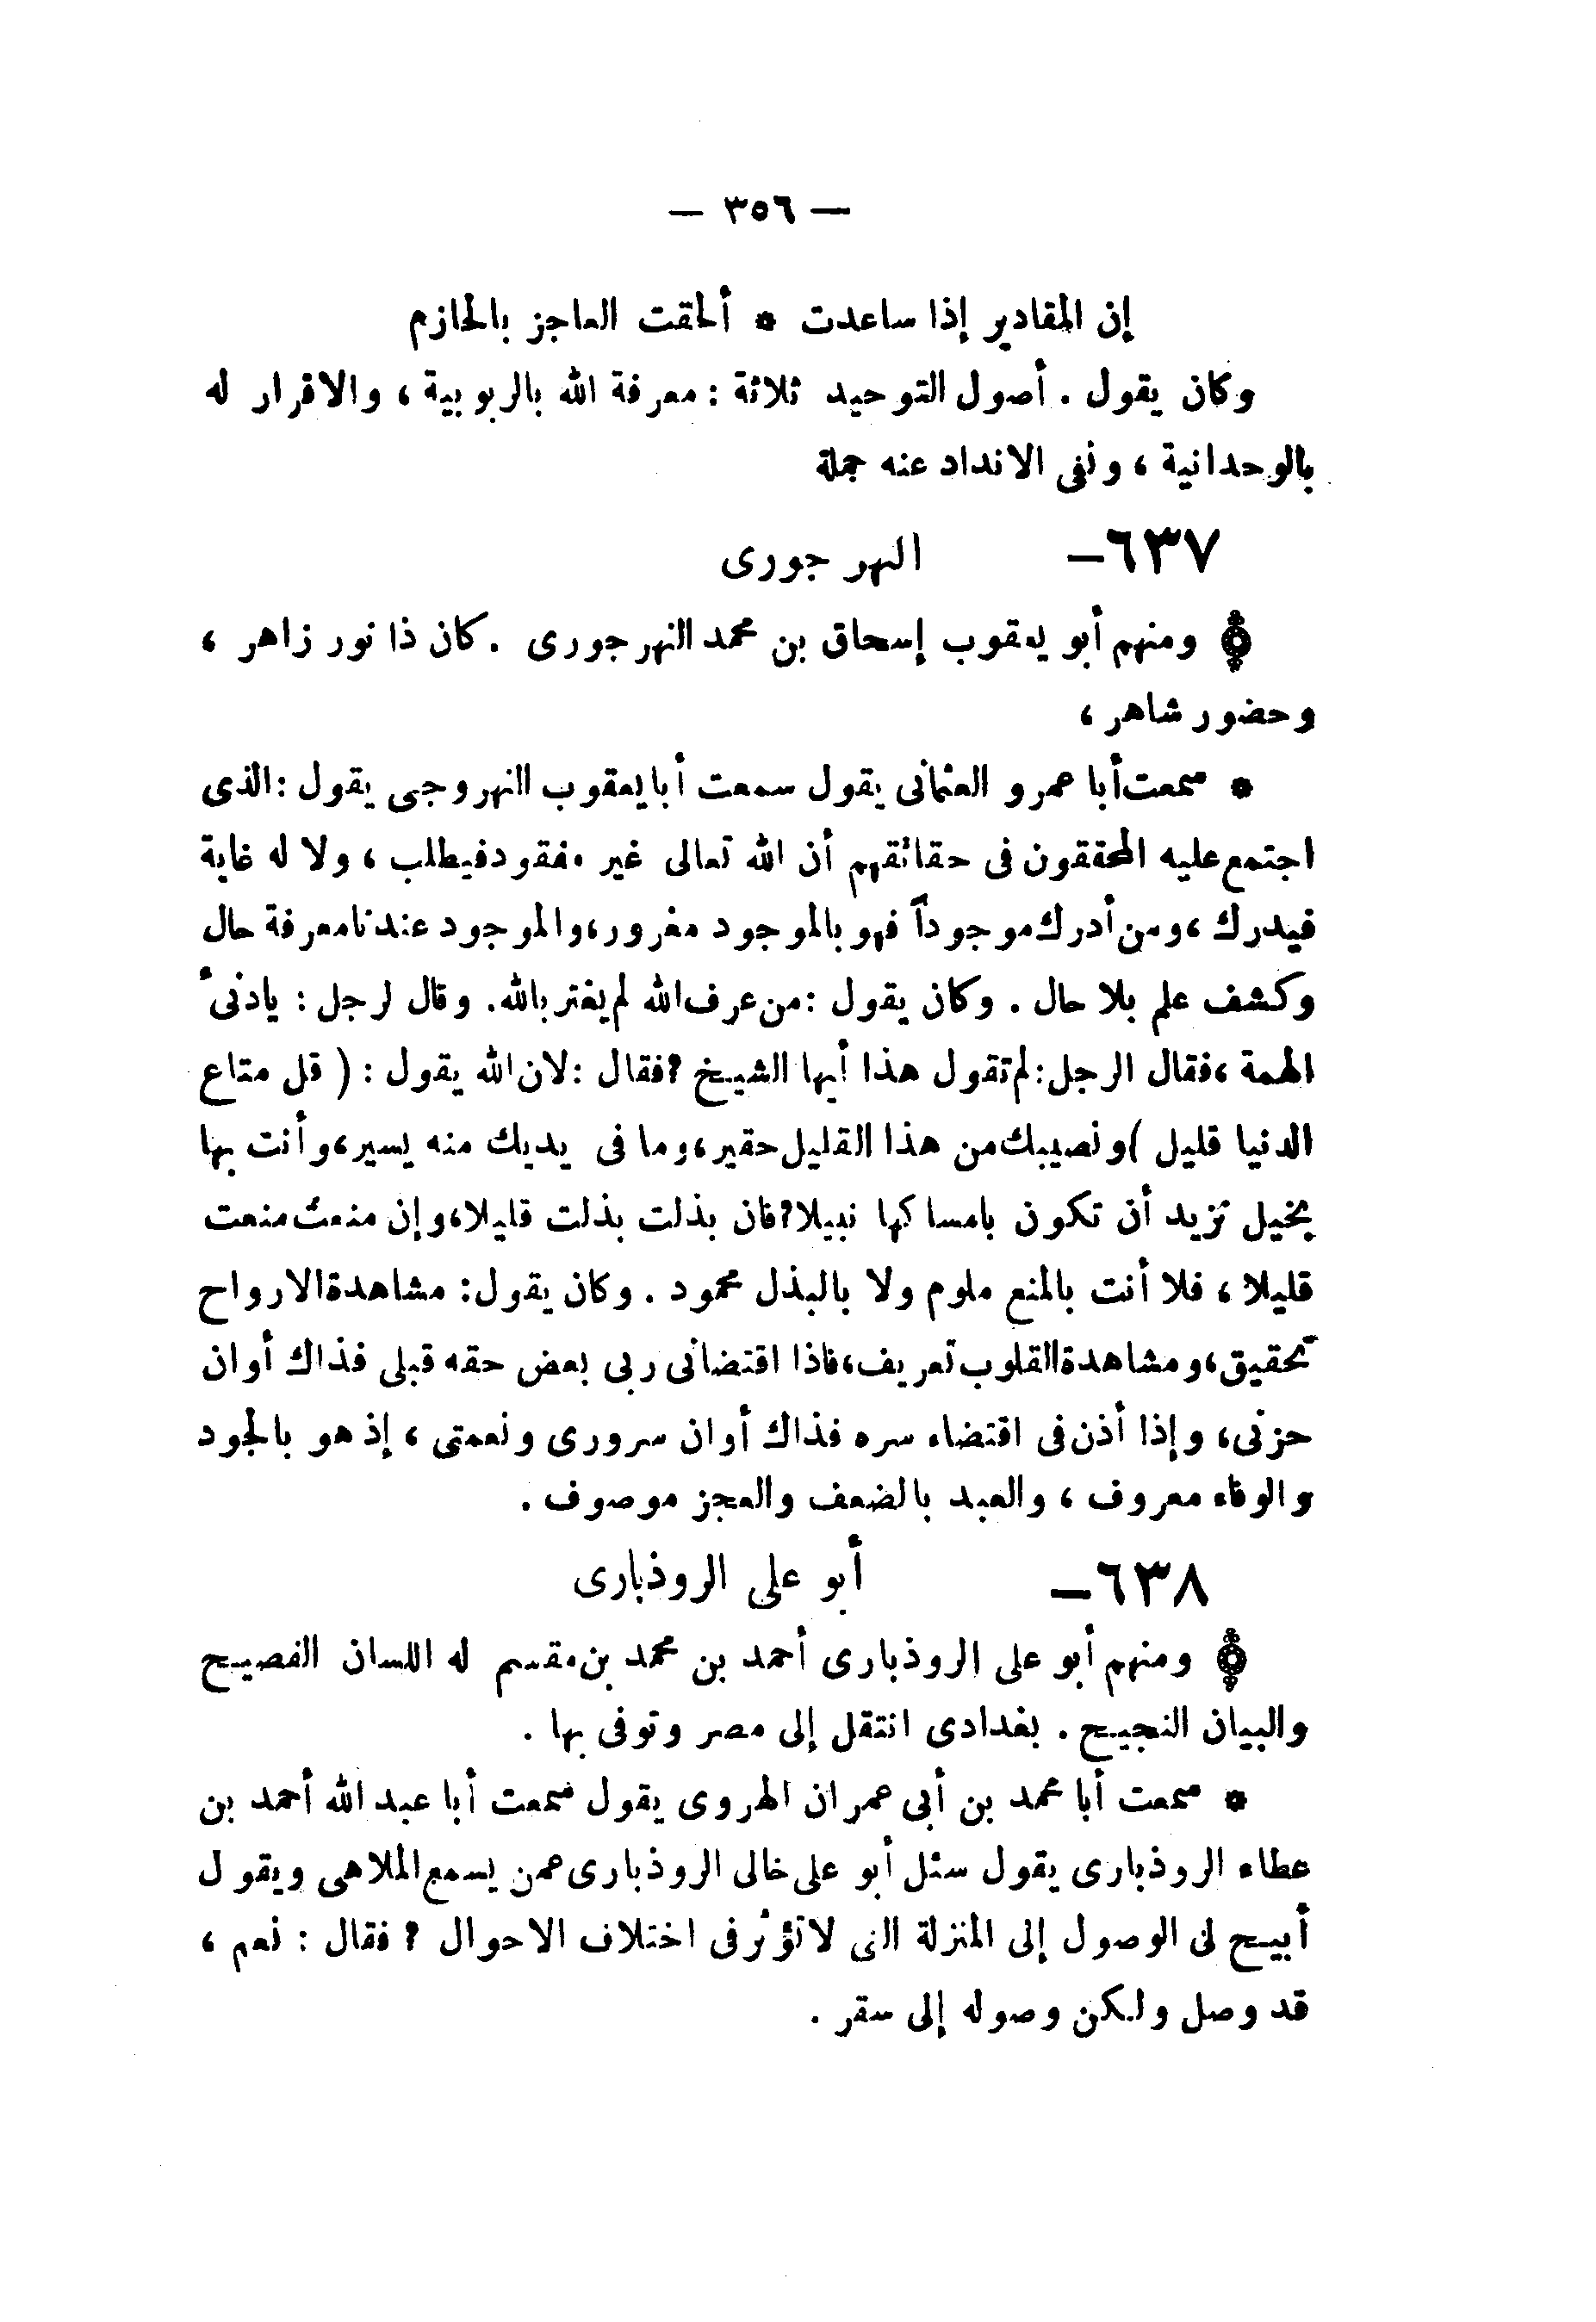 — ٣٥٦ —
إن المقادير إذا ساعدت * ألحقت العاجز بالحازم
وكان يقول . أصول التوحيد ثلاثة : معرفة الله بالربوبية ، والاقرار له
بالوحدانية ، ونفى الانداد عنه جملة
٦٣٧— النهرجورى
۞ ومنهم أبو يعقوب إسحاق بن محمد النهرجورى . كان ذا نور زاهر ،
وحضور شاهر ،
* سمعت أبا عمرو العثمانى يقول سمعت أبا يعقوب النهروجى يقول : الذى
اجتمع عليه المحققون فى حقائقهم أن الله تعالى غير مفقود فيطلب ، ولا له غاية
فيدرك ، ومن أدرك موجوداً فهو بالموجود مغرور ، والموجود عندنا معرفة حال
وكشف علم بلا حال . وكان يقول : من عرف الله لم يغتر بالله . وقال لرجل : يادنىء
الهمة ، فقال الرجل : لم تقول هذا أيها الشيخ ? فقال : لان الله يقول : ( قل متاع
الدنيا قليل ) ونصيبك من هذا القليل حقير ، وما فى يديك منه يسير ، وأنت بها
بخيل تريد أن تكون بامساكها نبيلا ? فان بذلت بذلت قليلا ، وإن منعت منعت
قليلا ، فلا أنت بالمنع ملوم ولا بالبذل محمود . وكان يقول : مشاهدة الارواح
تحقيق ، ومشاهدة القلوب تعريف ، فاذا اقتضانى ربى بعض حقه قبلى فذاك أوان
حزنى ، وإذا أذن فى اقتضاء سره فذاك أوان سرورى ونعمتى ، إذ هو بالجود
والوفاء معروف ، والعبد بالضعف والعجز موصوف .
٦٣٨— أبو على الروذبارى
۞ ومنهم أبو على الروذبارى أحمد بن محمد بن مقسم له اللسان الفصيح
والبيان النجيح . بغدادى انتقل إلى مصر وتوفى بها .
* سمعت أبا محمد بن أبى عمران الهروى يقول سمعت أبا عبد الله أحمد بن
عطاء الروذبارى يقول سئل أبو على خالى الروذبارى عمن يسمع الملاهى ويقول
أبيح لى الوصول إلى المنزلة التى لا تؤثر فى اختلاف الاحوال ? فقال : نعم ،
قد وصل ولكن وصوله إلى سقر .